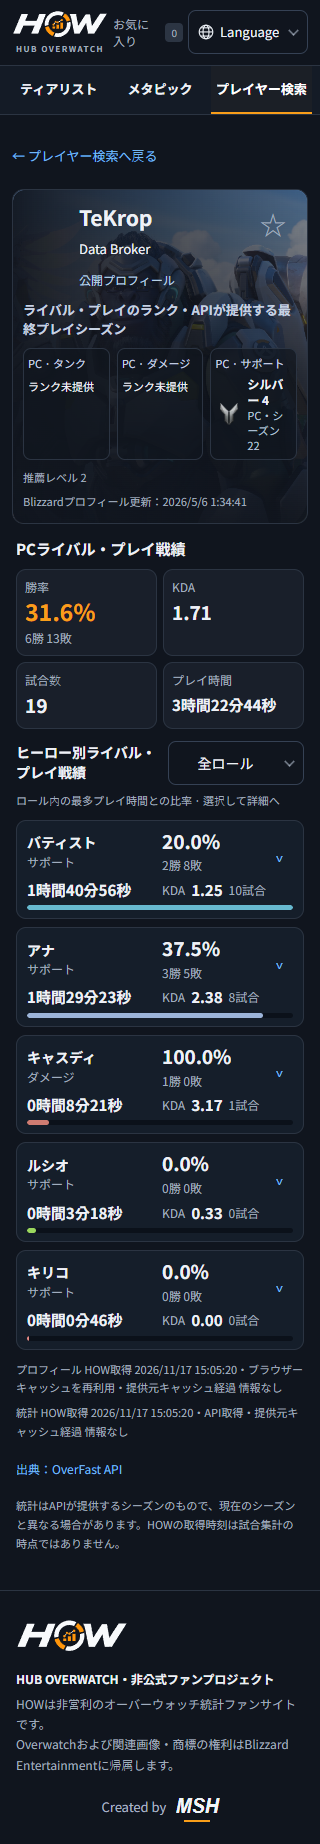 HOW
HUB OVERWATCH
お気に
入り
0
Language
ティアリスト
メタピック
プレイヤー検索
← プレイヤー検索へ戻る
TeKrop
Data Broker
公開プロフィール
ライバル・プレイのランク・APIが提供する最
終プレイシーズン
PC · タンク
ランク未提供
PC · ダメージ
ランク未提供
PC · サポート
シルバ
ー 4
PC・シ
ーズン
22
推薦レベル 2
Blizzardプロフィール更新：2026/5/6 1:34:41
PCライバル・プレイ戦績
勝率
31.6%
6勝 13敗
KDA
1.71
試合数
19
プレイ時間
3時間22分44秒
ヒーロー別ライバル・
プレイ戦績
全ロール
ロール内の最多プレイ時間との比率 · 選択して詳細へ
バティスト
サポート
1時間40分56秒
20.0%
2勝 8敗
KDA 1.25 10試合
アナ
サポート
1時間29分23秒
37.5%
3勝 5敗
KDA 2.38 8試合
キャスディ
ダメージ
0時間8分21秒
100.0%
1勝 0敗
KDA 3.17 1試合
ルシオ
サポート
0時間3分18秒
0.0%
0勝 0敗
KDA 0.33 0試合
キリコ
サポート
0時間0分46秒
0.0%
0勝 0敗
KDA 0.00 0試合
プロフィール HOW取得 2026/11/17 15:05:20・ブラウザー
キャッシュを再利用・提供元キャッシュ経過 情報なし
統計 HOW取得 2026/11/17 15:05:20・API取得・提供元キ
ャッシュ経過 情報なし
出典：OverFast API
統計はAPIが提供するシーズンのもので、現在のシーズン
と異なる場合があります。HOWの取得時刻は試合集計の
時点ではありません。
HOW
HUB OVERWATCH・非公式ファンプロジェクト
HOWは非営利のオーバーウォッチ統計ファンサイト
です。
Overwatchおよび関連画像・商標の権利はBlizzard
Entertainmentに帰属します。
Created by MSH